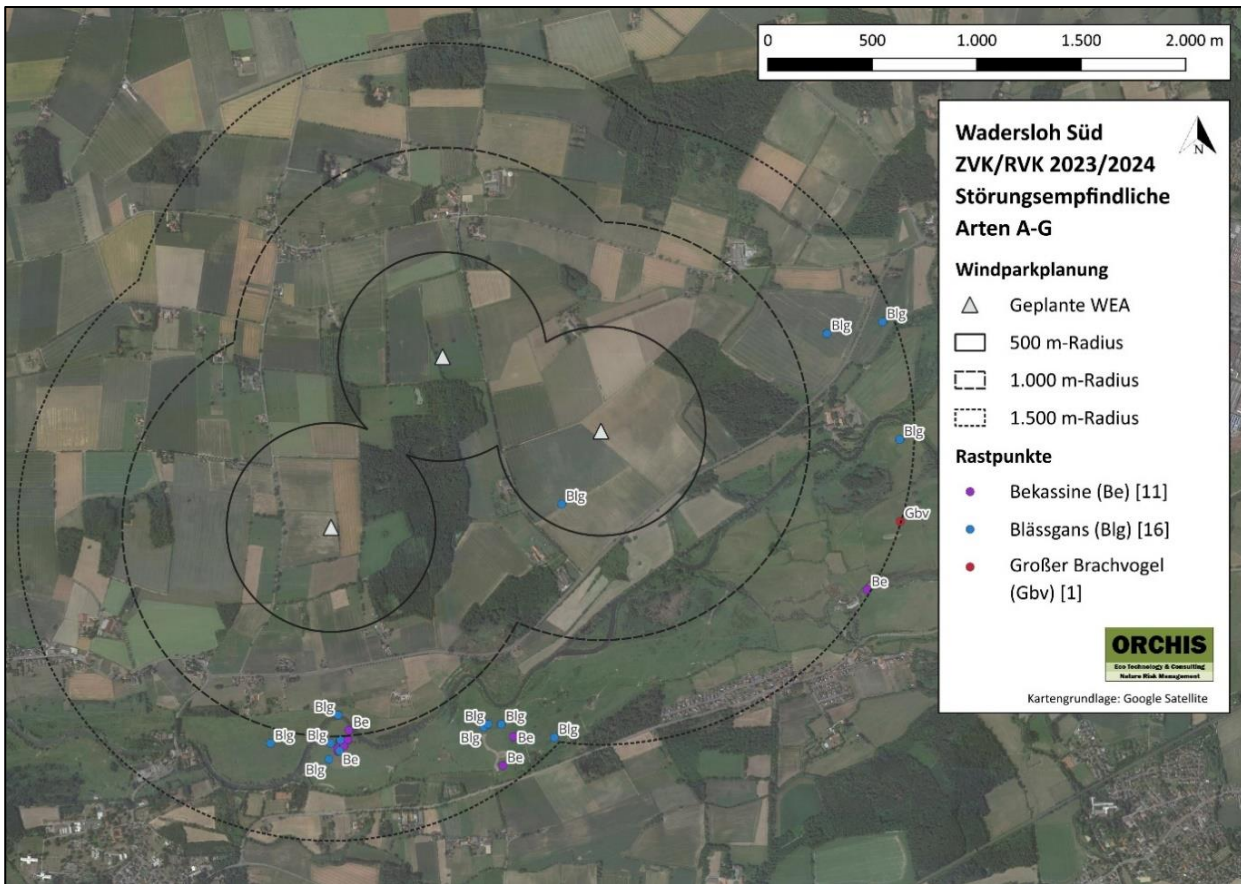 0 500 1.000 1.500 2.000 m
Wadersloh Süd
ZVK/RVK 2023/2024
Störungsempfindliche
Arten A-G
N
Windparkplanung
Geplante WEA
500 m-Radius
1.000 m-Radius
1.500 m-Radius
Rastpunkte
Bekassine (Be) [11]
Blässgans (Blg) [16]
Großer Brachvogel
(Gbv) [1]
ORCHIS
Eco Technology & Consulting
Nature Risk Management
Kartengrundlage: Google Satellite
Blg
Blg
Blg
Blg
Gbv
Be
Blg
Be
Blg
Blg
Blg
Blg
Blg
Blg
Be
Be
Blg
Be